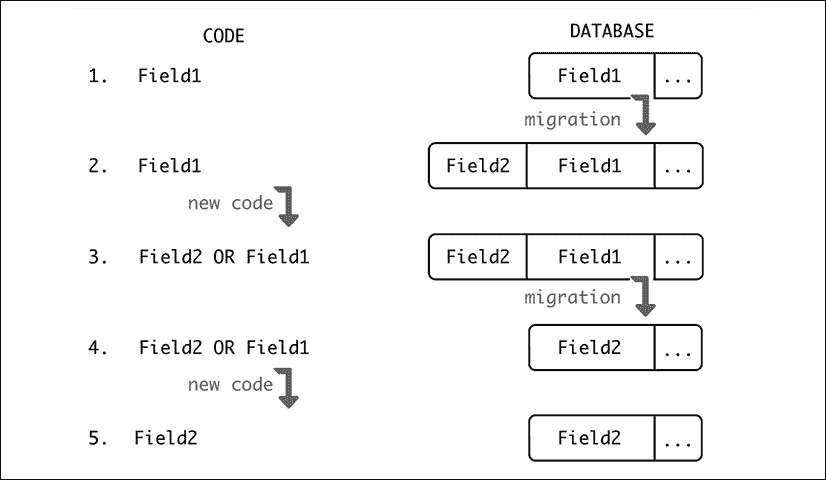 CODE DATABASE
1. Field1 Field1 ...
migration
2. Field1 Field2 Field1 ...
new code
3. Field2 OR Field1 Field2 Field1 ...
migration
4. Field2 OR Field1 Field2 ...
new code
5. Field2 Field2 ...